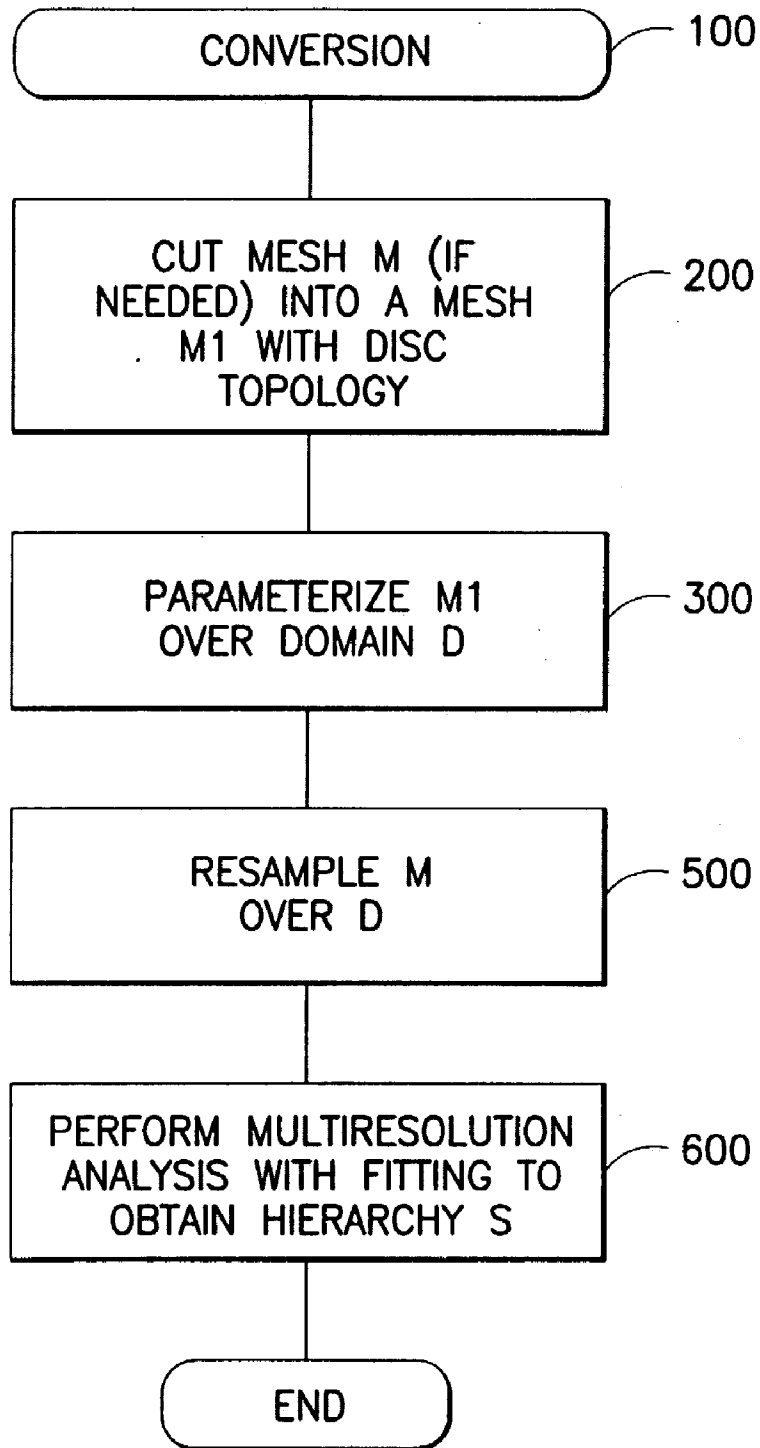 CONVERSION
100
CUT MESH M (IF
NEEDED) INTO A MESH
M1 WITH DISC
TOPOLOGY
200
PARAMETERIZE M1
OVER DOMAIN D
300
RESAMPLE M
OVER D
500
PERFORM MULTIRESOLUTION
ANALYSIS WITH FITTING TO
OBTAIN HIERARCHY S
600
END